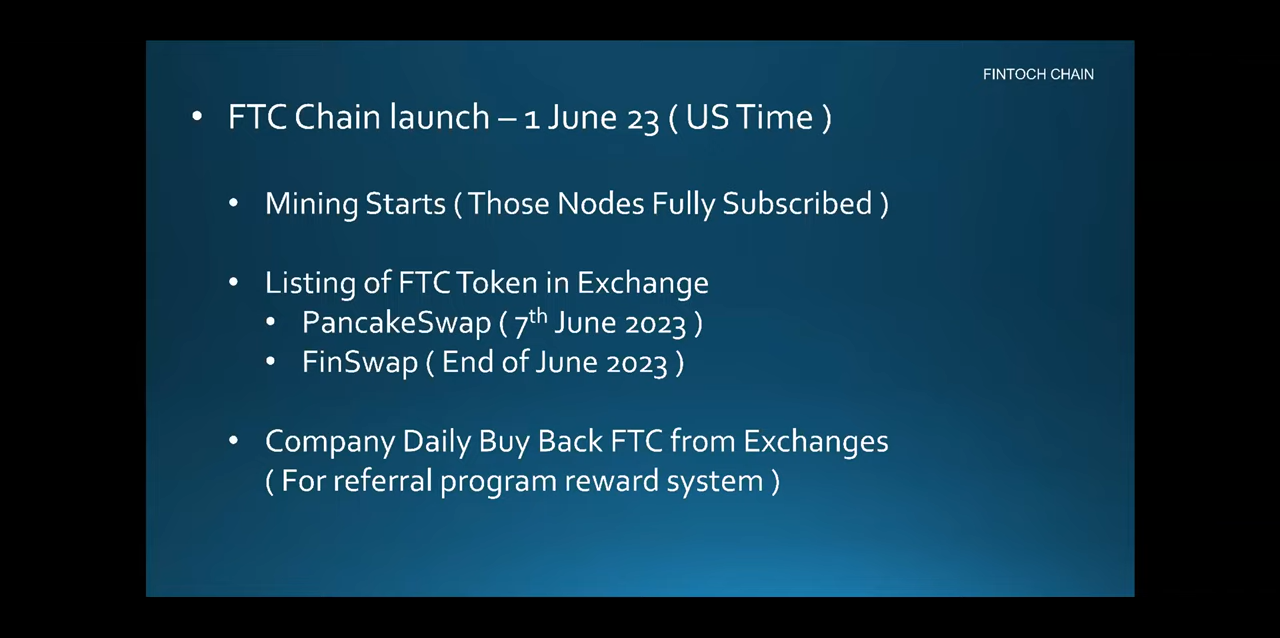 FINTOCH CHAIN
• FTC Chain launch – 1 June 23 ( US Time )
• Mining Starts ( Those Nodes Fully Subscribed )
• Listing of FTC Token in Exchange
• PancakeSwap ( 7th June 2023 )
• FinSwap ( End of June 2023 )
• Company Daily Buy Back FTC from Exchanges
( For referral program reward system )